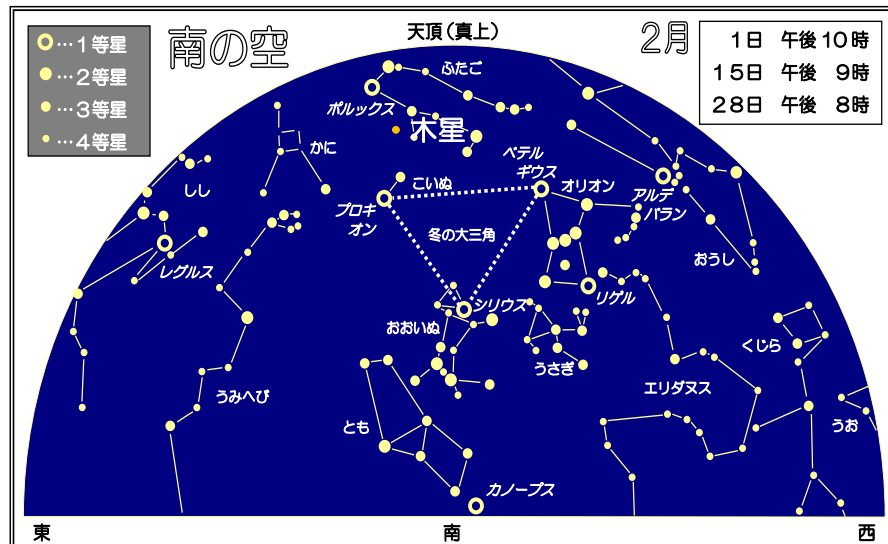 天頂(真上)
南の空
2月
1日 午後10時
15日 午後 9時
28日 午後 8時
…1等星
…2等星
…3等星
…4等星
ふたご
ポルックス
木星
かに
しし
こいぬ
プロキ
オン
ベテル
ギウス
オリオン
アルデ
バラン
おうし
冬の大三角
レグルス
シリウス
リゲル
おおいぬ
うさぎ
くじら
エリダヌス
うみへび
とも
うお
カノープス
東
南
西